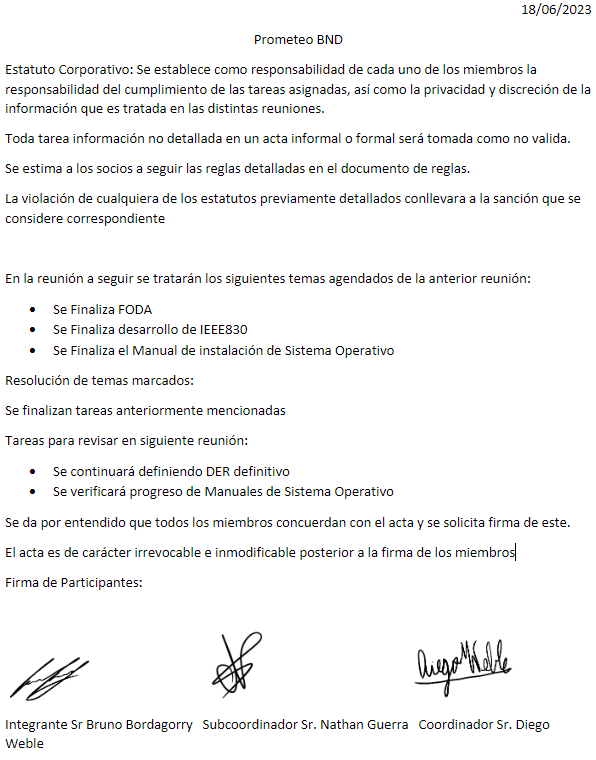 18/06/2023
Prometeo BND
Estatuto Corporativo: Se establece como responsabilidad de cada uno de los miembros la
responsabilidad del cumplimiento de las tareas asignadas, así como la privacidad y discreción de la
información que es tratada en las distintas reuniones.
Toda tarea información no detallada en un acta informal o formal será tomada como no valida.
Se estima a los socios a seguir las reglas detalladas en el documento de reglas.
La violación de cualquiera de los estatutos previamente detallados conllevara a la sanción que se
considere correspondiente
En la reunión a seguir se tratarán los siguientes temas agendados de la anterior reunión:
• Se Finaliza FODA
• Se Finaliza desarrollo de IEEE830
• Se Finaliza el Manual de instalación de Sistema Operativo
Resolución de temas marcados:
Se finalizan tareas anteriormente mencionadas
Tareas para revisar en siguiente reunión:
• Se continuará definiendo DER definitivo
• Se verificará progreso de Manuales de Sistema Operativo
Se da por entendido que todos los miembros concuerdan con el acta y se solicita firma de este.
El acta es de carácter irrevocable e inmodificable posterior a la firma de los miembros
Firma de Participantes:
Diego Weble
Integrante Sr Bruno Bordagorry Subcoordinador Sr. Nathan Guerra Coordinador Sr. Diego
Weble